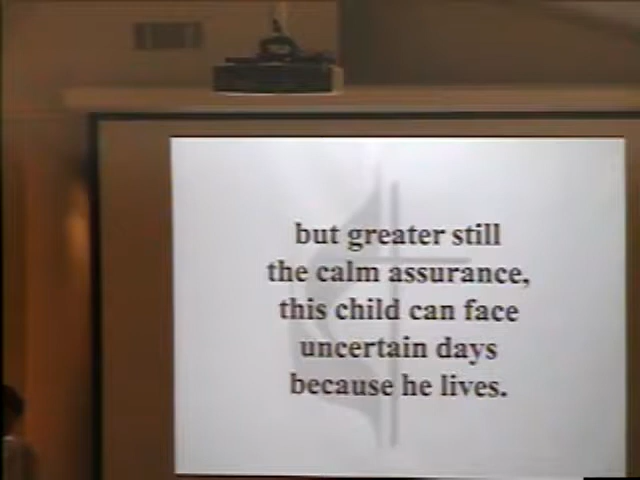 but greater still
the calm assurance,
this child can face
uncertain days
because he lives.